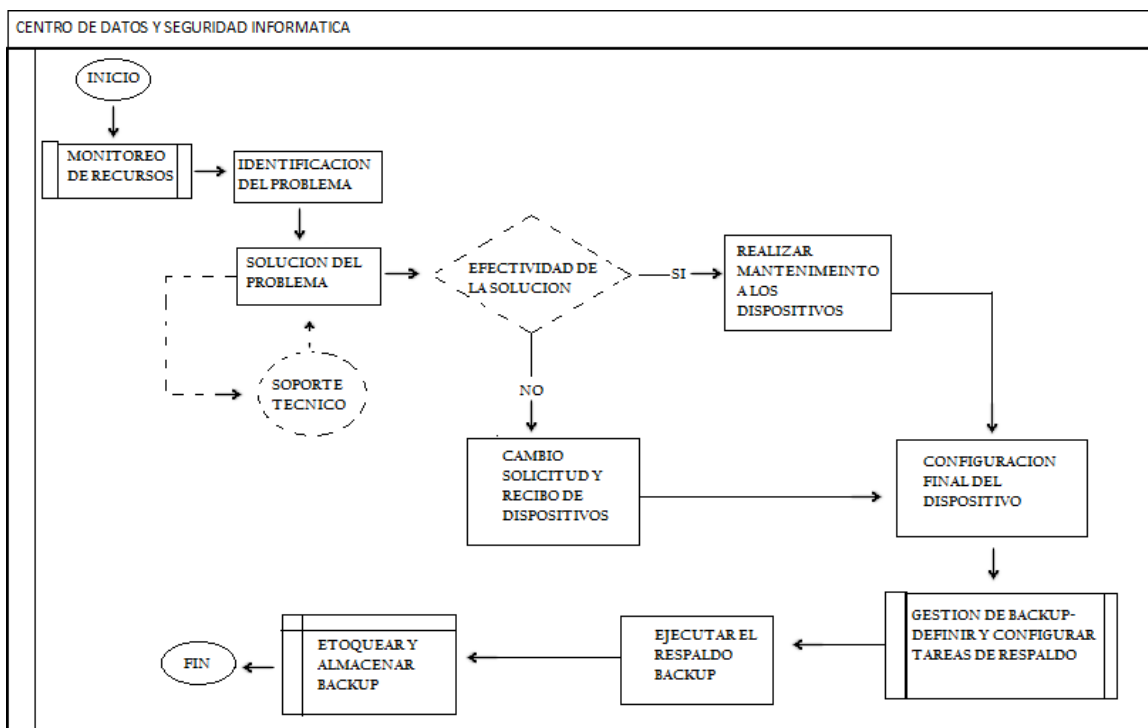 CENTRO DE DATOS Y SEGURIDAD INFORMATICA
INICIO
MONITOREO
DE RECURSOS
IDENTIFICACION
DEL PROBLEMA
SOLUCION DEL
PROBLEMA
SOPORTE
TECNICO
EFECTIVIDAD DE
LA SOLUCION
SI
REALIZAR
MANTENIMEINTO
A LOS
DISPOSITIVOS
NO
CAMBIO
SOLICITUD Y
RECIBO DE
DISPOSITIVOS
CONFIGURACION
FINAL DEL
DISPOSITIVO
GESTION DE BACKUP-
DEFINIR Y CONFIGURAR
TAREAS DE RESPALDO
EJECUTAR EL
RESPALDO
BACKUP
ETOQUEAR Y
ALMACENAR
BACKUP
FIN